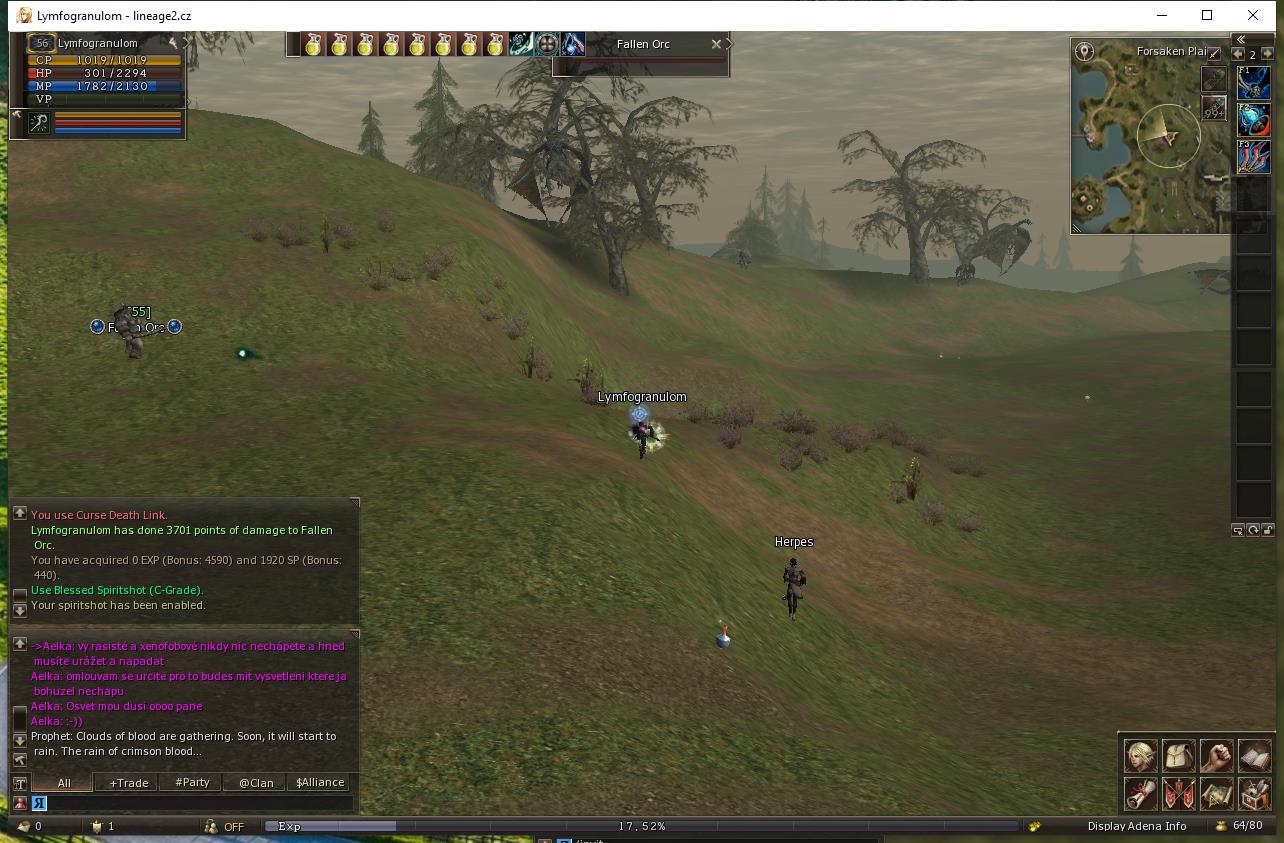 Lymfogranulom - lineage2.cz
56 Lymfogranulom
CP 1019/1019
HP 301/2294
MP 1782/2130
VP
Fallen Orc
Forsaken Plai
99+
2
F1
F2
F3
[55]
Fallen Orc
Lymfogranulom
Herpes
You use Curse Death Link.
Lymfogranulom has done 3701 points of damage to Fallen
Orc.
You have acquired 0 EXP (Bonus: 4590) and 1920 SP (Bonus:
440).
Use Blessed Spiritshot (C-Grade).
Your spiritshot has been enabled.
->Aelka: vy rasisté a xenofobové nikdy nic nechápete a hned
musíte urážet a napadat
Aelka: omlouvam se urcite pro to budes mit vysvetleni ktere ja
bohuzel nechapu
Aelka: Osvet mou dusi oooo pane
Aelka: :-))
Prophet: Clouds of blood are gathering. Soon, it will start to
rain. The rain of crimson blood...
All +Trade #Party @Clan $Alliance
Я
0 1 OFF Exp 17,52% Display Adena Info 64/80